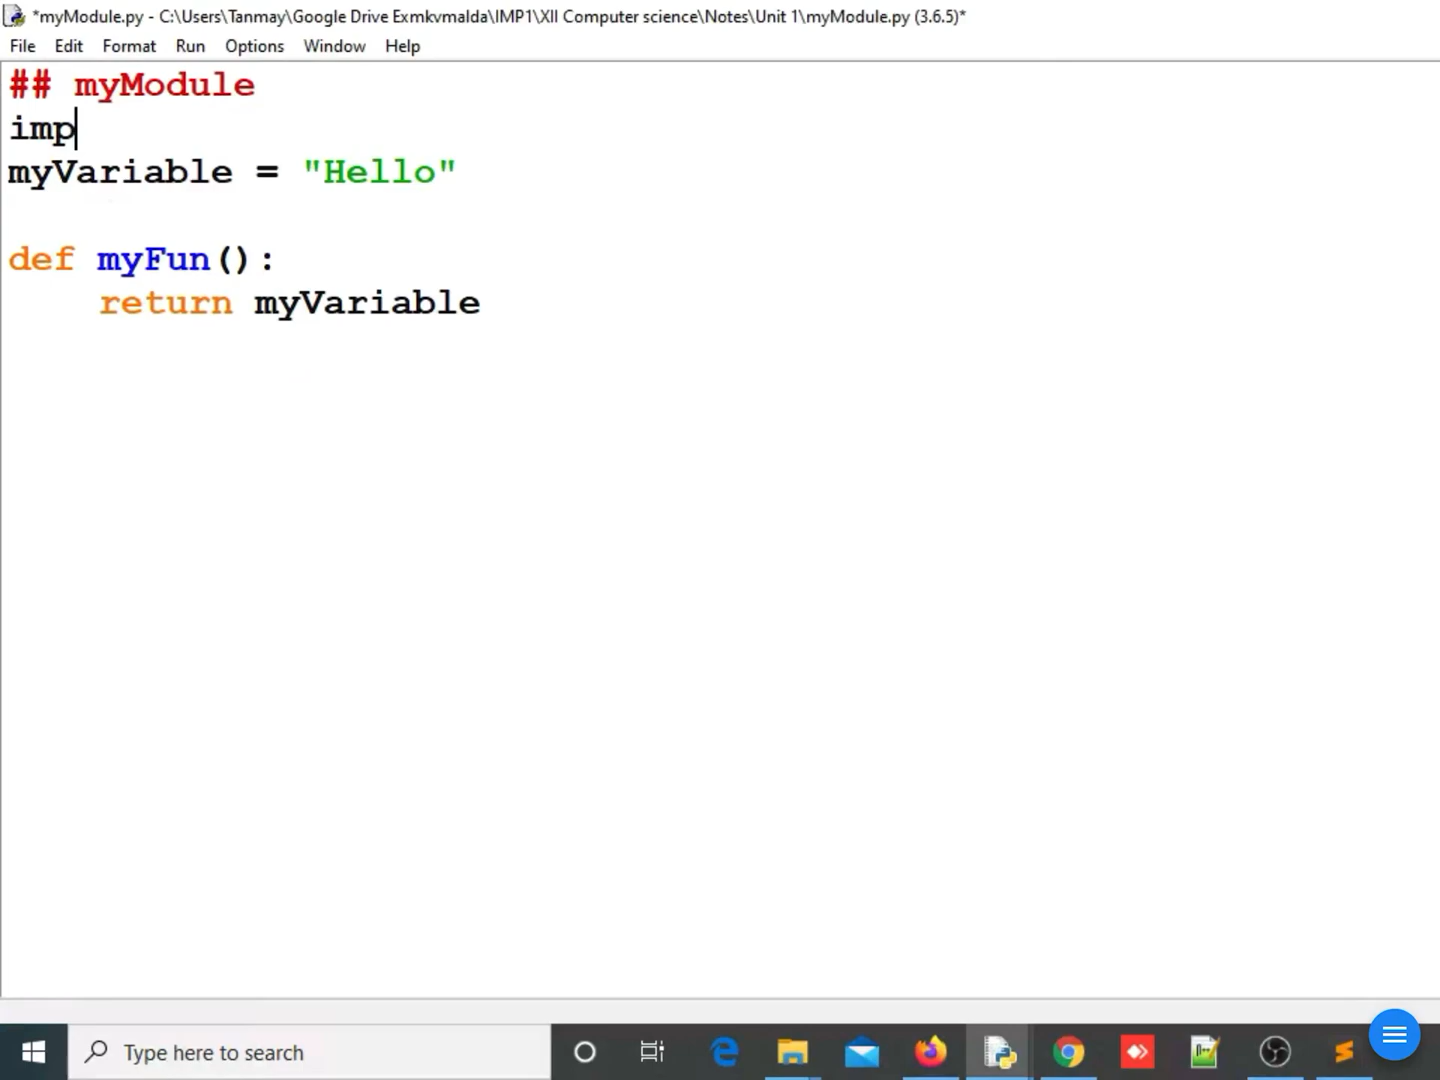 *myModule.py - C:\Users\Tanmay\Google Drive Exmkvmalda\IMP1\XII Computer science\Notes\Unit 1\myModule.py (3.6.5)*
File Edit Format Run Options Window Help
## myModule
imp
myVariable = "Hello"
def myFun():
    return myVariable
Type here to search